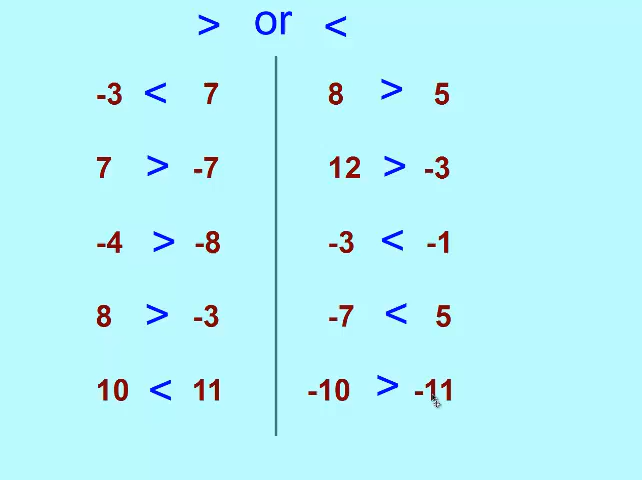 > or <
-3 < 7
7 > -7
-4 > -8
8 > -3
10 < 11
8 > 5
12 > -3
-3 < -1
-7 < 5
-10 > -11